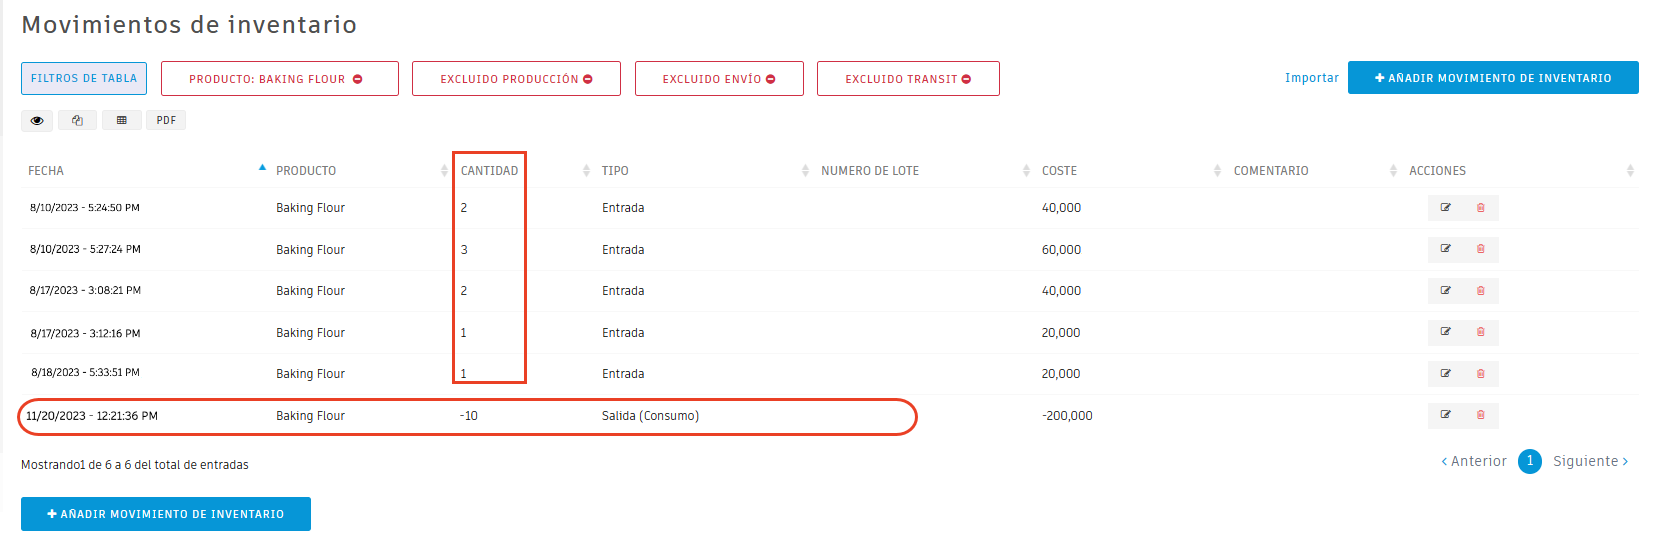 Movimientos de inventario
FILTROS DE TABLA PRODUCTO: BAKING FLOUR EXCLUIDO PRODUCCIÓN EXCLUIDO ENVÍO EXCLUIDO TRANSIT Importar AÑADIR MOVIMIENTO DE INVENTARIO
PDF
FECHA PRODUCTO CANTIDAD TIPO NUMERO DE LOTE COSTE COMENTARIO ACCIONES
8/10/2023 - 5:24:50 PM Baking Flour 2 Entrada 40,000
8/10/2023 - 5:27:24 PM Baking Flour 3 Entrada 60,000
8/17/2023 - 3:08:21 PM Baking Flour 2 Entrada 40,000
8/17/2023 - 3:12:16 PM Baking Flour 1 Entrada 20,000
8/18/2023 - 5:33:51 PM Baking Flour 1 Entrada 20,000
11/20/2023 - 12:21:36 PM Baking Flour -10 Salida (Consumo) -200,000
Mostrando1 de 6 a 6 del total de entradas Anterior 1 Siguiente
AÑADIR MOVIMIENTO DE INVENTARIO